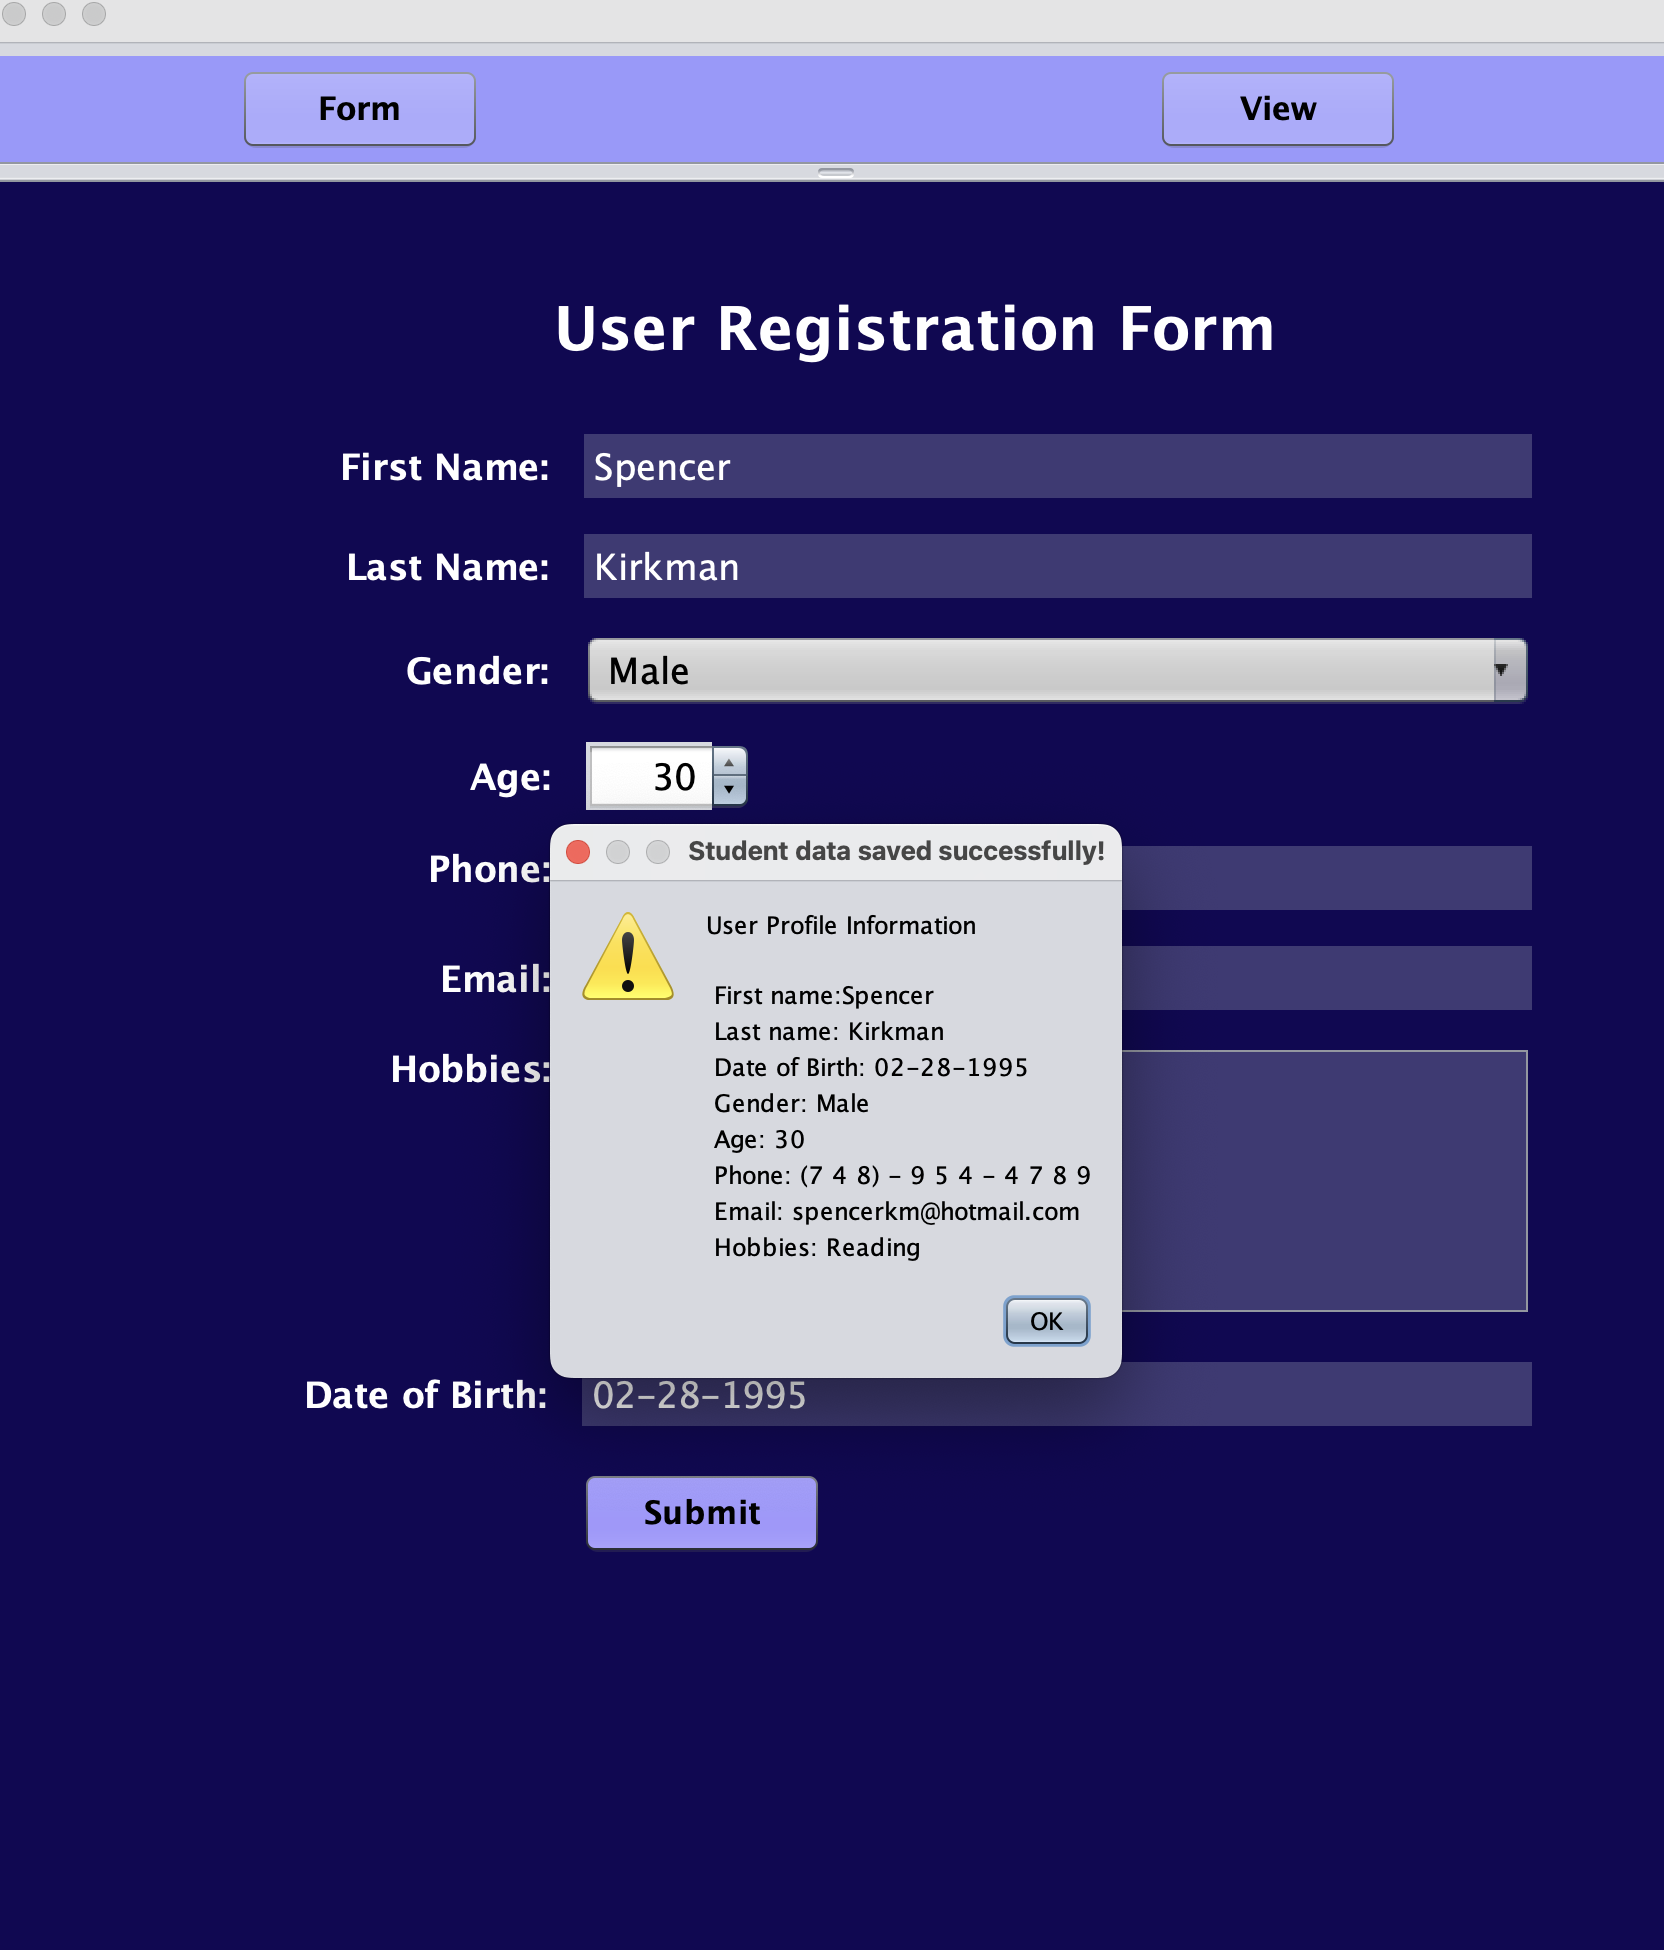 Form View
User Registration Form
First Name: Spencer
Last Name: Kirkman
Gender: Male
Age: 30
Phone:
Email:
Hobbies:
Student data saved successfully!
User Profile Information
First name:Spencer
Last name: Kirkman
Date of Birth: 02-28-1995
Gender: Male
Age: 30
Phone: (7 4 8) - 9 5 4 - 4 7 8 9
Email: spencerkm@hotmail.com
Hobbies: Reading
OK
Date of Birth: 02-28-1995
Submit